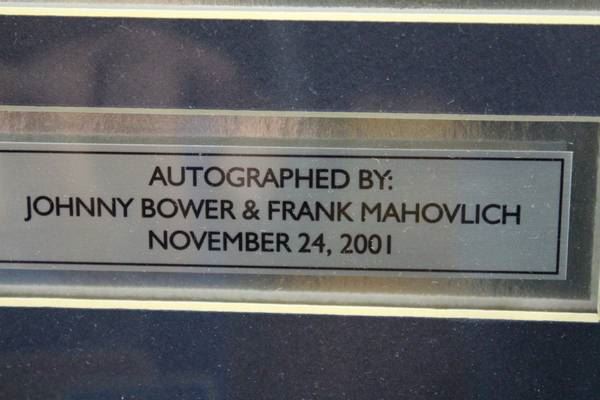 AUTOGRAPHED BY:
JOHNNY BOWER & FRANK MAHOVLICH
NOVEMBER 24, 2001